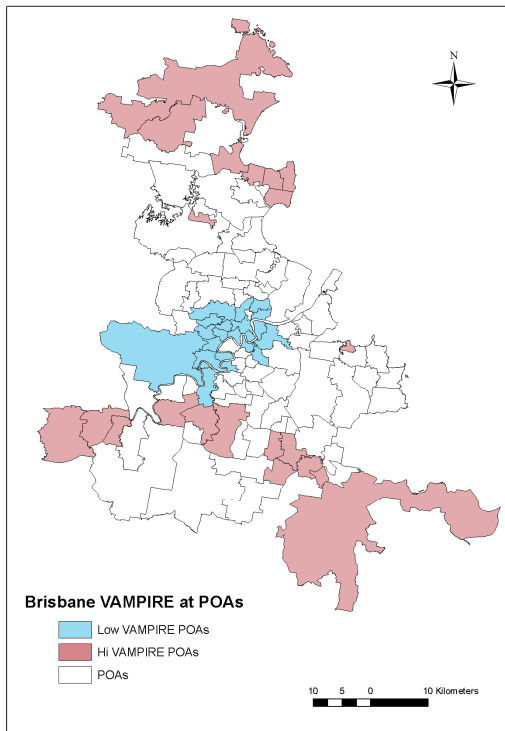 N
Brisbane VAMPIRE at POAs
Low VAMPIRE POAs
Hi VAMPIRE POAs
POAs
10 5 0 10 Kilometers